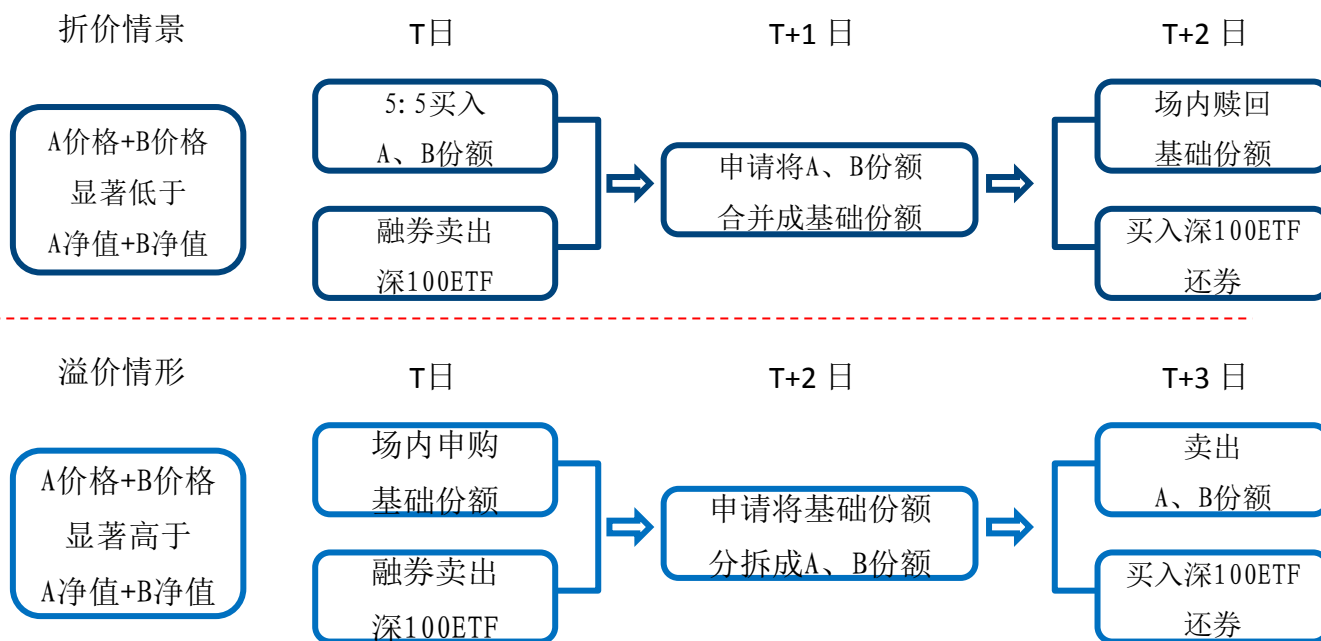 折价情景
T日
T+1 日
T+2 日
A价格+B价格
显著低于
A净值+B净值
5:5买入
A、B份额
融券卖出
深100ETF
申请将A、B份额
合并成基础份额
场内赎回
基础份额
买入深100ETF
还券
溢价情形
T日
T+2 日
T+3 日
A价格+B价格
显著高于
A净值+B净值
场内申购
基础份额
融券卖出
深100ETF
申请将基础份额
分拆成A、B份额
卖出
A、B份额
买入深100ETF
还券